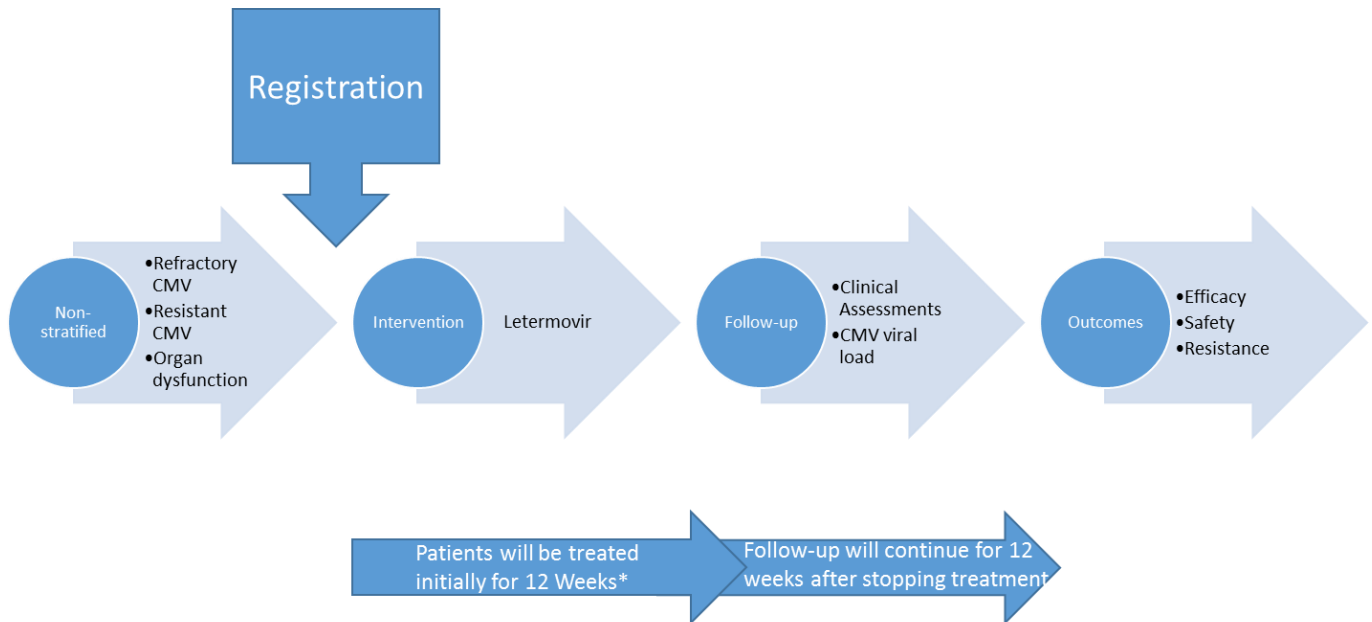 Registration
Non-
stratified
•Refractory
CMV
•Resistant
CMV
•Organ
dysfunction
Intervention
Letermovir
Follow-up
•Clinical
Assessments
•CMV viral
load
Outcomes
•Efficacy
•Safety
•Resistance
Patients will be treated
initially for 12 Weeks*
Follow-up will continue for 12
weeks after stopping treatment